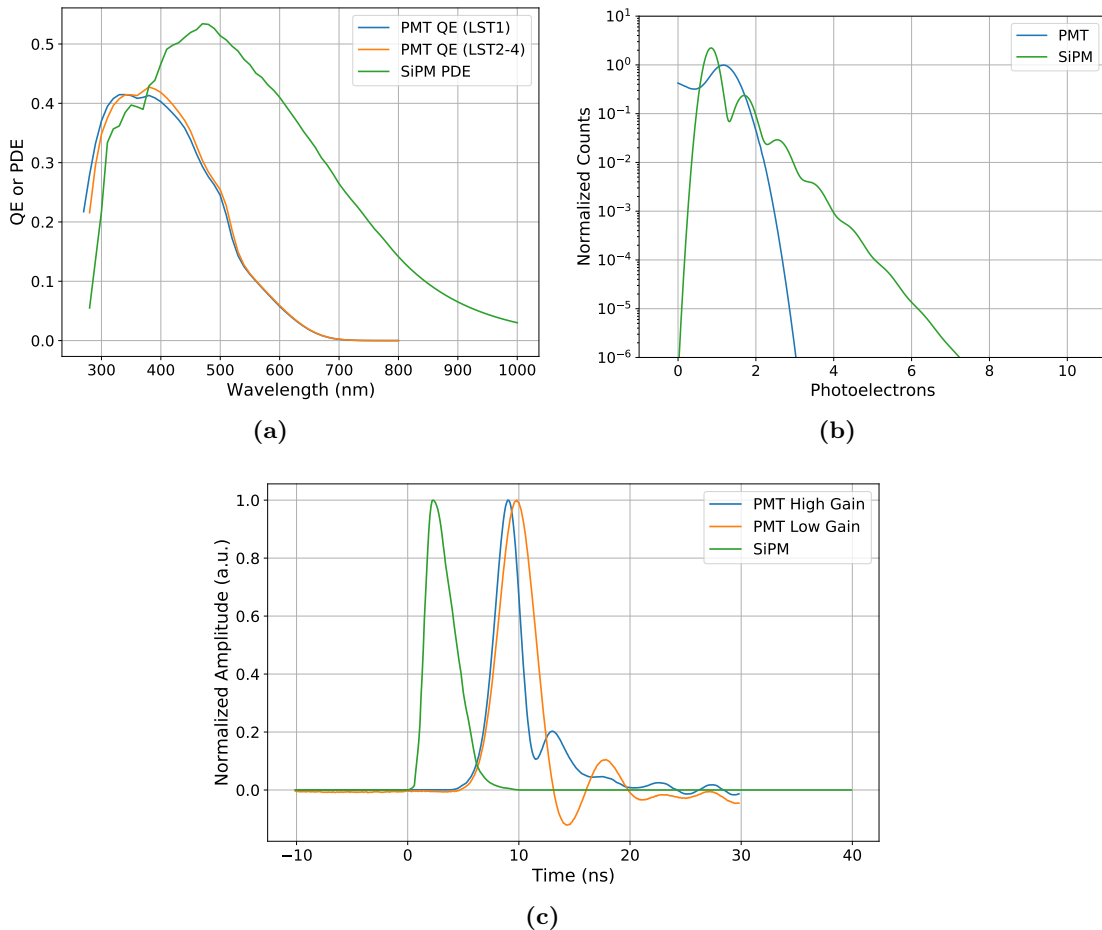 PMT QE (LST1)
PMT QE (LST2-4)
SiPM PDE
0.5
0.4
0.3
0.2
0.1
0.0
QE or PDE
300 400 500 600 700 800 900 1000
Wavelength (nm)
(a)
PMT
SiPM
10^1
10^0
10^-1
10^-2
10^-3
10^-4
10^-5
10^-6
Normalized Counts
0 2 4 6 8 10
Photoelectrons
(b)
PMT High Gain
PMT Low Gain
SiPM
1.0
0.8
0.6
0.4
0.2
0.0
Normalized Amplitude (a.u.)
−10 0 10 20 30 40
Time (ns)
(c)